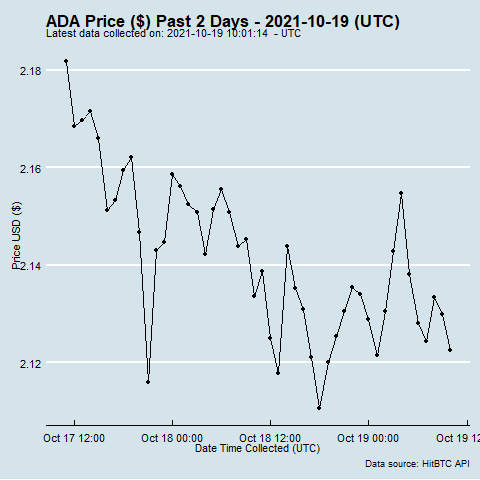 ADA Price ($) Past 2 Days - 2021-10-19 (UTC)
Latest data collected on: 2021-10-19 10:01:14 - UTC
2.18
2.16
2.14
2.12
Price USD ($)
Oct 17 12:00 Oct 18 00:00 Oct 18 12:00 Oct 19 00:00 Oct 19 12
Date Time Collected (UTC)
Data source: HitBTC API